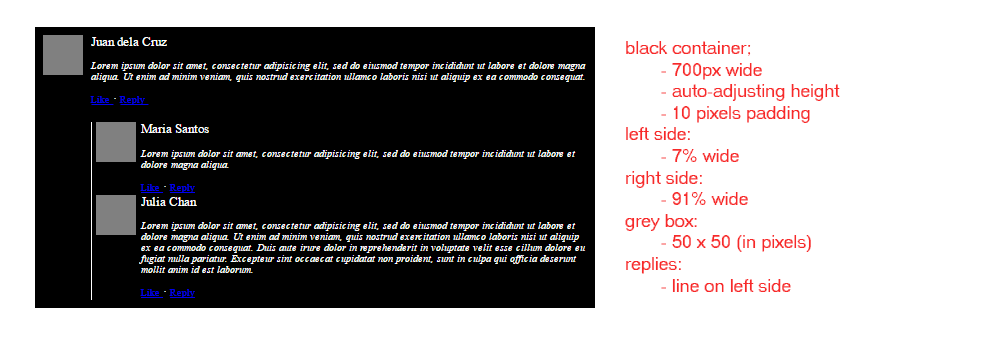 Juan dela Cruz
Lorem ipsum dolor sit amet, consectetur adipisicing elit, sed do eiusmod tempor incididunt ut labore et dolore magna
aliqua. Ut enim ad minim veniam, quis nostrud exercitation ullamco laboris nisi ut aliquip ex ea commodo consequat.
Like · Reply
Maria Santos
Lorem ipsum dolor sit amet, consectetur adipisicing elit, sed do eiusmod tempor incididunt ut labore et
dolore magna aliqua.
Like · Reply
Julia Chan
Lorem ipsum dolor sit amet, consectetur adipisicing elit, sed do eiusmod tempor incididunt ut labore et
dolore magna aliqua. Ut enim ad minim veniam, quis nostrud exercitation ullamco laboris nisi ut aliquip
ex ea commodo consequat. Duis aute irure dolor in reprehenderit in voluptate velit esse cillum dolore eu
fugiat nulla pariatur. Excepteur sint occaecat cupidatat non proident, sunt in culpa qui officia deserunt
mollit anim id est laborum.
Like · Reply
black container;
- 700px wide
- auto-adjusting height
- 10 pixels padding
left side:
- 7% wide
right side:
- 91% wide
grey box:
- 50 x 50 (in pixels)
replies:
- line on left side